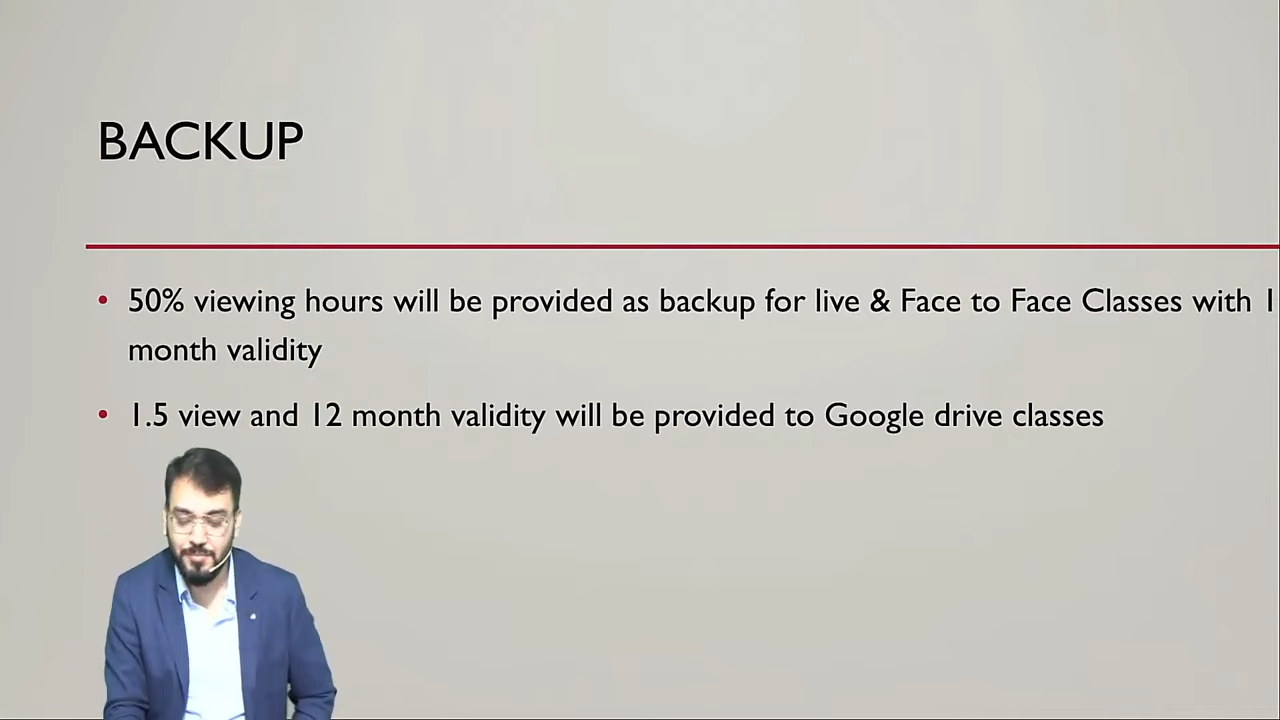 BACKUP
• 50% viewing hours will be provided as backup for live & Face to Face Classes with 1
month validity
• 1.5 view and 12 month validity will be provided to Google drive classes